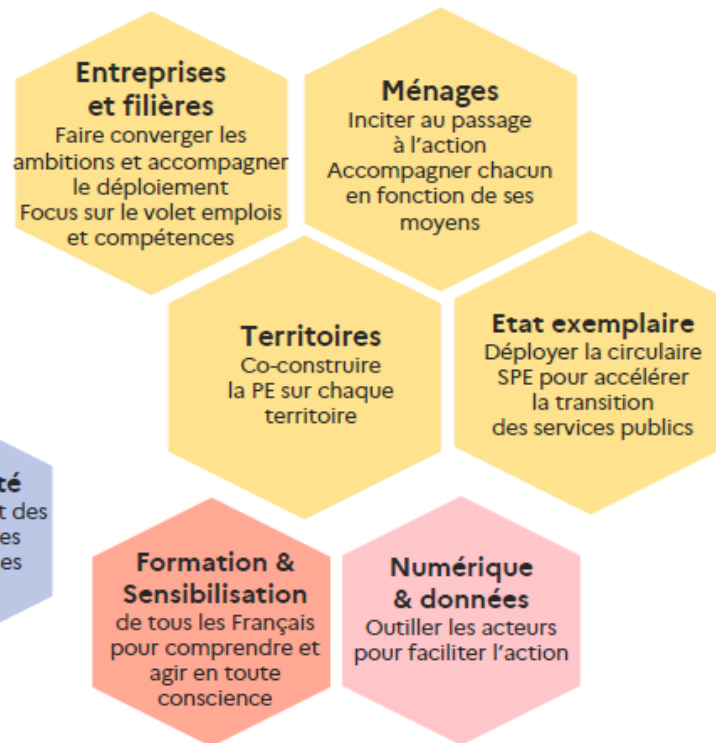 Entreprises
et filières
Faire converger les
ambitions et accompagner
le déploiement
Focus sur le volet emplois
et compétences
Ménages
Inciter au passage
à l'action
Accompagner chacun
en fonction de ses
moyens
Territoires
Co-construire
la PE sur chaque
territoire
Etat exemplaire
Déployer la circulaire
SPE pour accélérer
la transition
des services publics
des
Formation &
Sensibilisation
de tous les Français
pour comprendre et
agir en toute
conscience
Numérique
& données
Outiller les acteurs
pour faciliter l'action